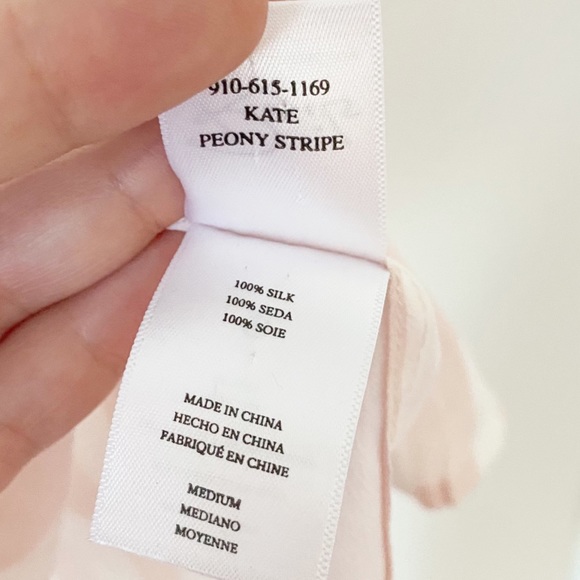 910-615-1169
KATE
PEONY STRIPE
100% SILK
100% SEDA
100% SOIE
MADE IN CHINA
HECHO EN CHINA
FABRIQUÉ EN CHINE
MEDIUM
MEDIANO
MOYENNE